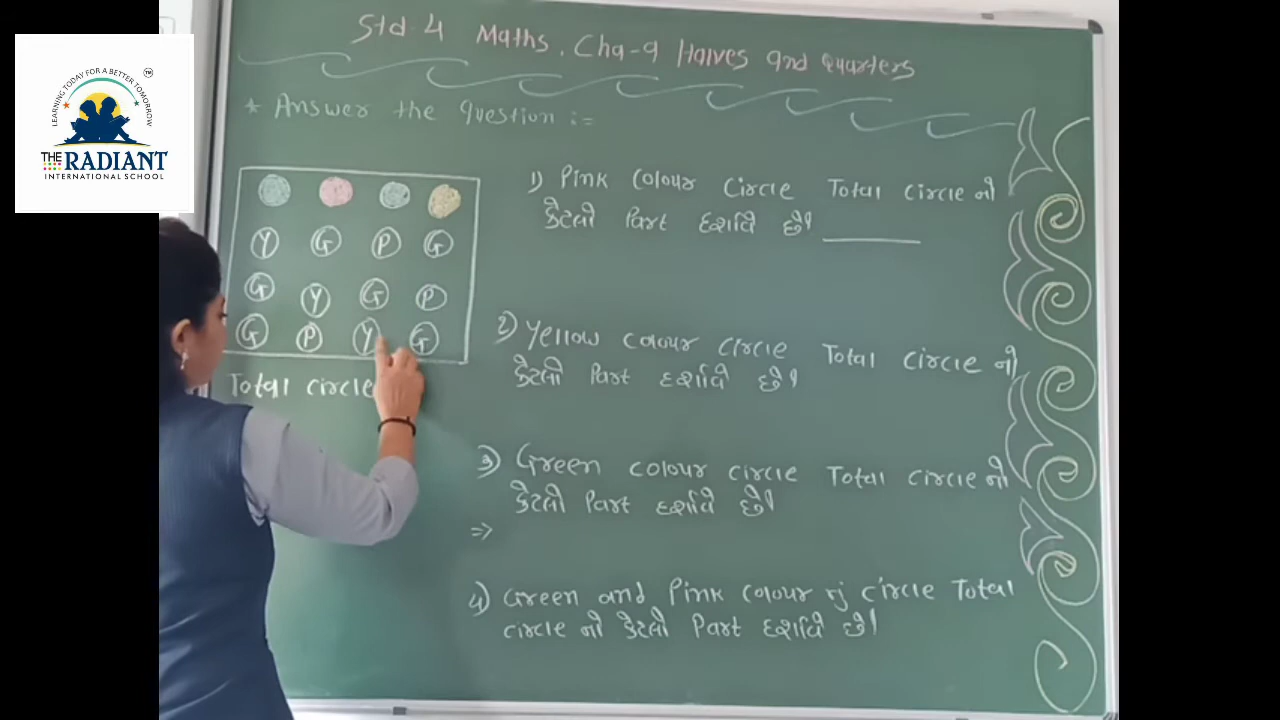 LEARNING TODAY FOR A BETTER TOMORROW
TM
THE RADIANT
INTERNATIONAL SCHOOL
Std. 4 Maths. Cha-9 Halves and Quarters
* Answer the Question :-
Y G P G
G Y G P
G P Y G
Total circle
1) Pink colour circle Total circle નો
કેટલો Part દર્શાવે છે?
2) Yellow colour circle Total circle નો
કેટલો Part દર્શાવે છે?
3) Green colour circle Total circle નો
કેટલો Part દર્શાવે છે?
⇒
4) Green and Pink colour નું circle Total
circle નો કેટલો Part દર્શાવે છે?